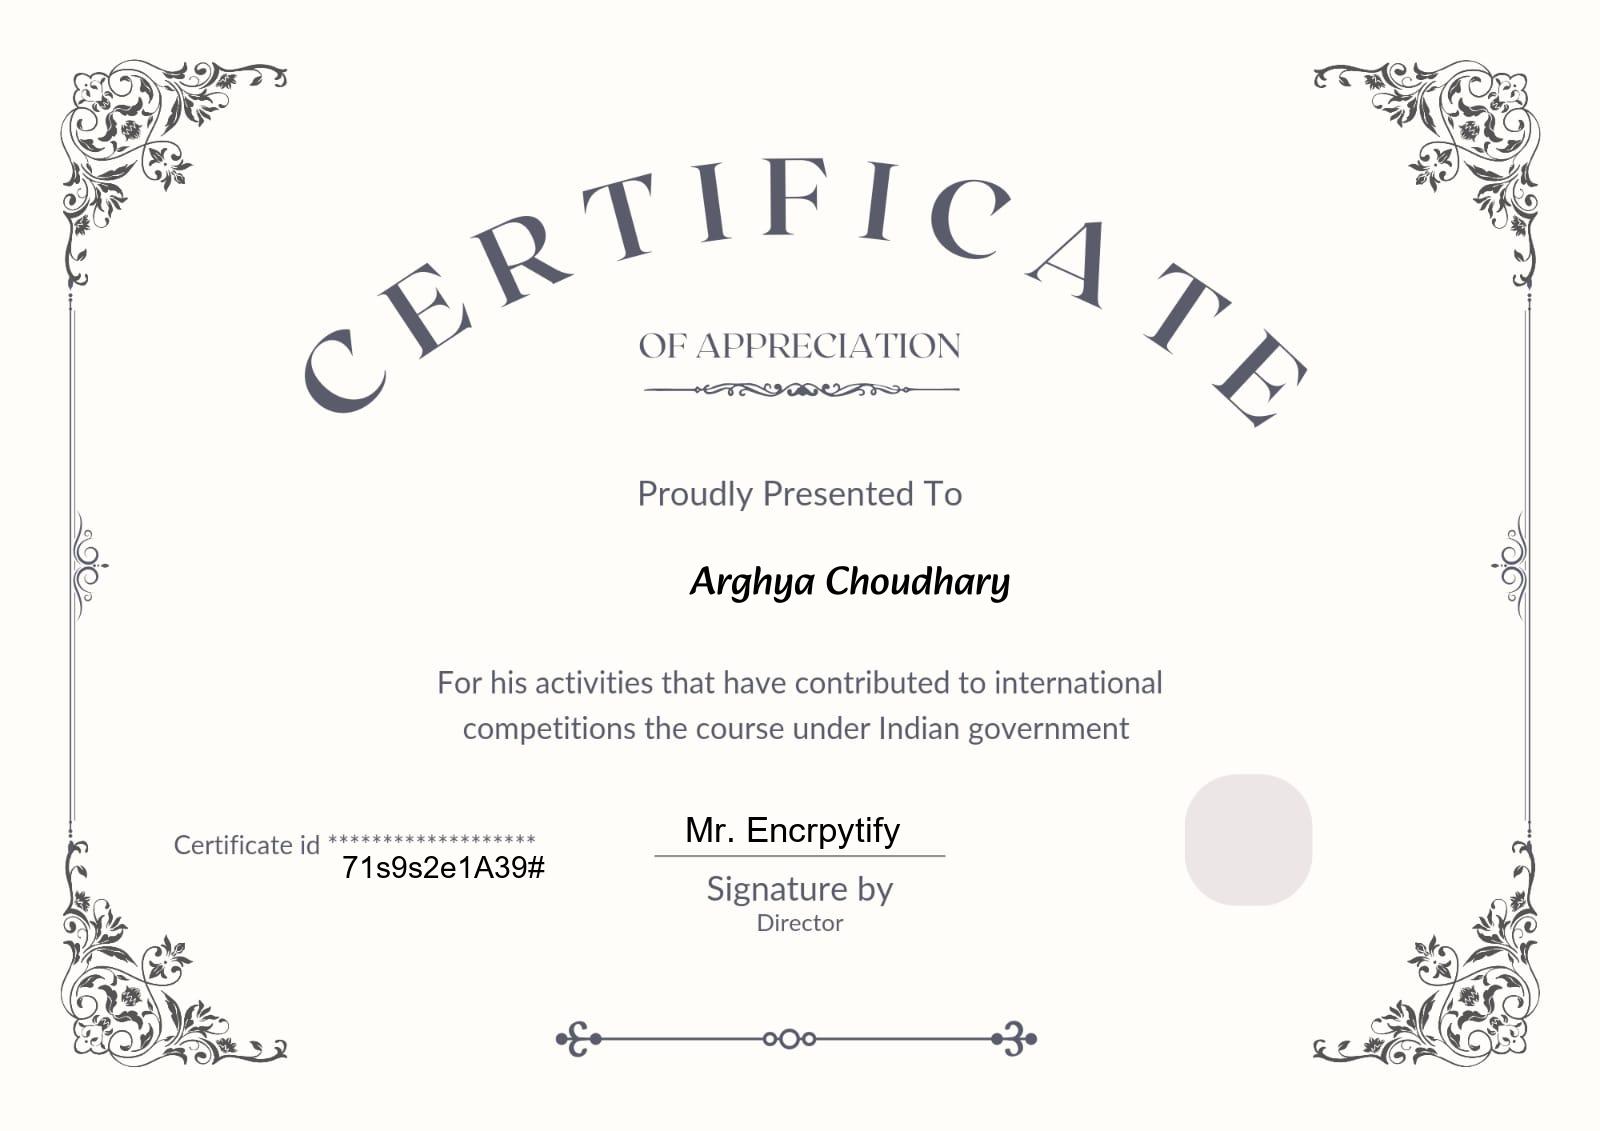 CERTIFICATE
OF APPRECIATION
Proudly Presented To
Arghya Choudhary
For his activities that have contributed to international
competitions the course under Indian government
Certificate id *******************
71s9s2e1A39#
Mr. Encrpytify
Signature by
Director